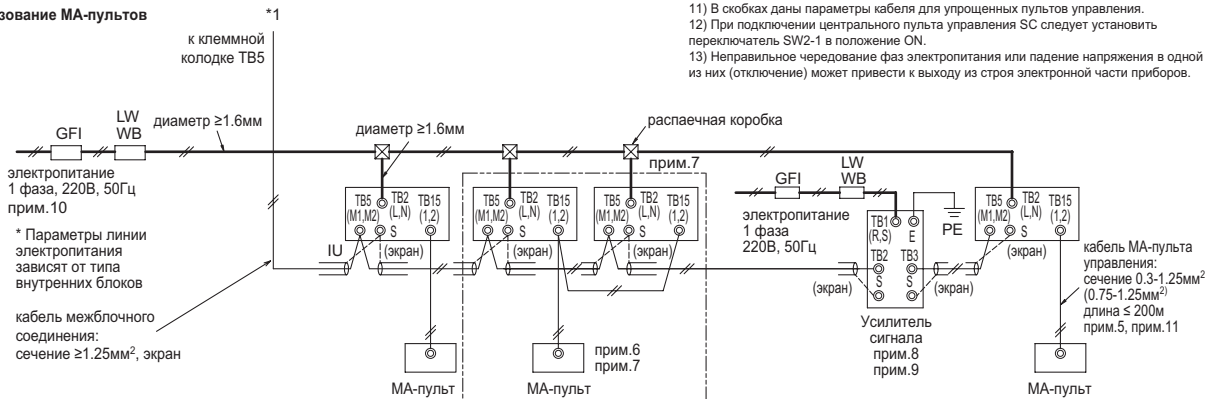 зование МА-пультов
*1
11) В скобках даны параметры кабеля для упрощенных пультов управления.
12) При подключении центрального пульта управления SC следует установить
переключатель SW2-1 в положение ON.
13) Неправильное чередование фаз электропитания или падение напряжения в одной
из них (отключение) может привести к выходу из строя электронной части приборов.
к клеммной
колодке TB5
GFI
LW
WB
диаметр ≥1.6мм
диаметр ≥1.6мм
распаечная коробка
прим.7
электропитание
1 фаза, 220В, 50Гц
прим.10
* Параметры линии
электропитания
зависят от типа
внутренних блоков
кабель межблочного
соединения:
сечение ≥1.25мм², экран
IU
TB5
(M1,M2)
TB2
(L,N)
TB15
(1,2)
S
(экран)
МА-пульт
TB5
(M1,M2)
TB2
(L,N)
TB15
(1,2)
S
(экран)
МА-пульт
прим.6
прим.7
TB5
(M1,M2)
TB2
(L,N)
TB15
(1,2)
S
(экран)
GFI
LW
WB
электропитание
1 фаза
220В, 50Гц
TB1
(R,S)
E
PE
TB2
TB3
S
S
(экран)
(экран)
Усилитель
сигнала
прим.8
прим.9
TB5
(M1,M2)
TB2
(L,N)
TB15
(1,2)
S
(экран)
МА-пульт
кабель МА-пульта
управления:
сечение 0.3-1.25мм²
(0.75-1.25мм²)
длина ≤ 200м
прим.5, прим.11